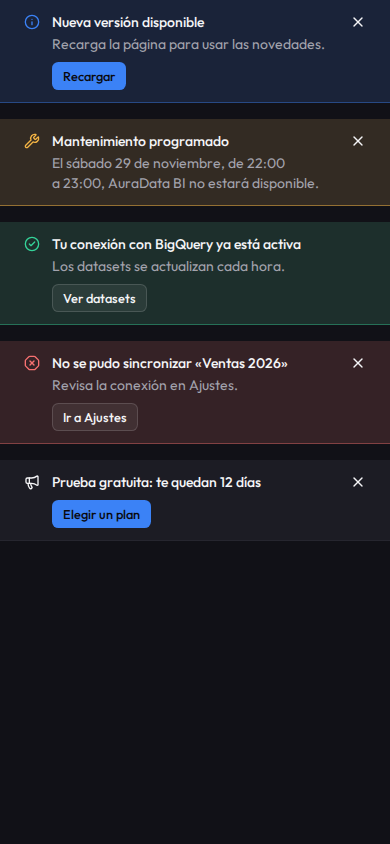 Nueva versión disponible
Recarga la página para usar las novedades.
Recargar
Mantenimiento programado
El sábado 29 de noviembre, de 22:00
a 23:00, AuraData BI no estará disponible.
Tu conexión con BigQuery ya está activa
Los datasets se actualizan cada hora.
Ver datasets
No se pudo sincronizar «Ventas 2026»
Revisa la conexión en Ajustes.
Ir a Ajustes
Prueba gratuita: te quedan 12 días
Elegir un plan